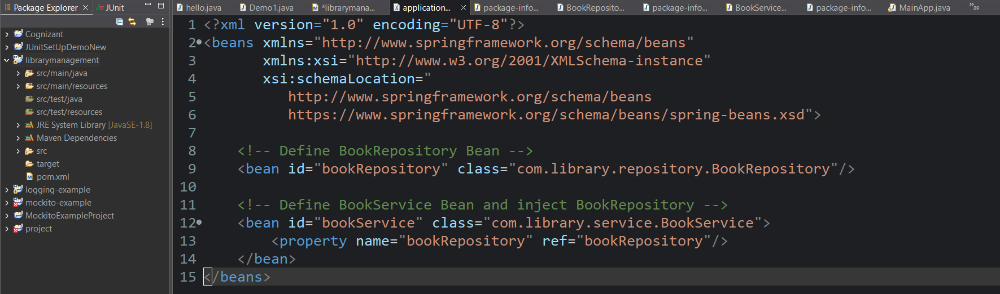 Package Explorer
JUnit
Cognizant
JUnitSetUpDemoNew
librarymanagement
src/main/java
src/main/resources
src/test/java
src/test/resources
JRE System Library [JavaSE-1.8]
Maven Dependencies
src
target
pom.xml
logging-example
mockito-example
MockitoExampleProject
project
hello.java
Demo1.java
*librarymana...
application...
package-info...
BookReposito...
package-info...
BookService...
package-info...
MainApp.java
»89
1 <?xml version="1.0" encoding="UTF-8"?>
2 <beans xmlns="http://www.springframework.org/schema/beans"
3 xmlns:xsi="http://www.w3.org/2001/XMLSchema-instance"
4 xsi:schemaLocation="
5 http://www.springframework.org/schema/beans
6 https://www.springframework.org/schema/beans/spring-beans.xsd">
7
8 <!-- Define BookRepository Bean -->
9 <bean id="bookRepository" class="com.library.repository.BookRepository"/>
10
11 <!-- Define BookService Bean and inject BookRepository -->
12 <bean id="bookService" class="com.library.service.BookService">
13 <property name="bookRepository" ref="bookRepository"/>
14 </bean>
15 </beans>